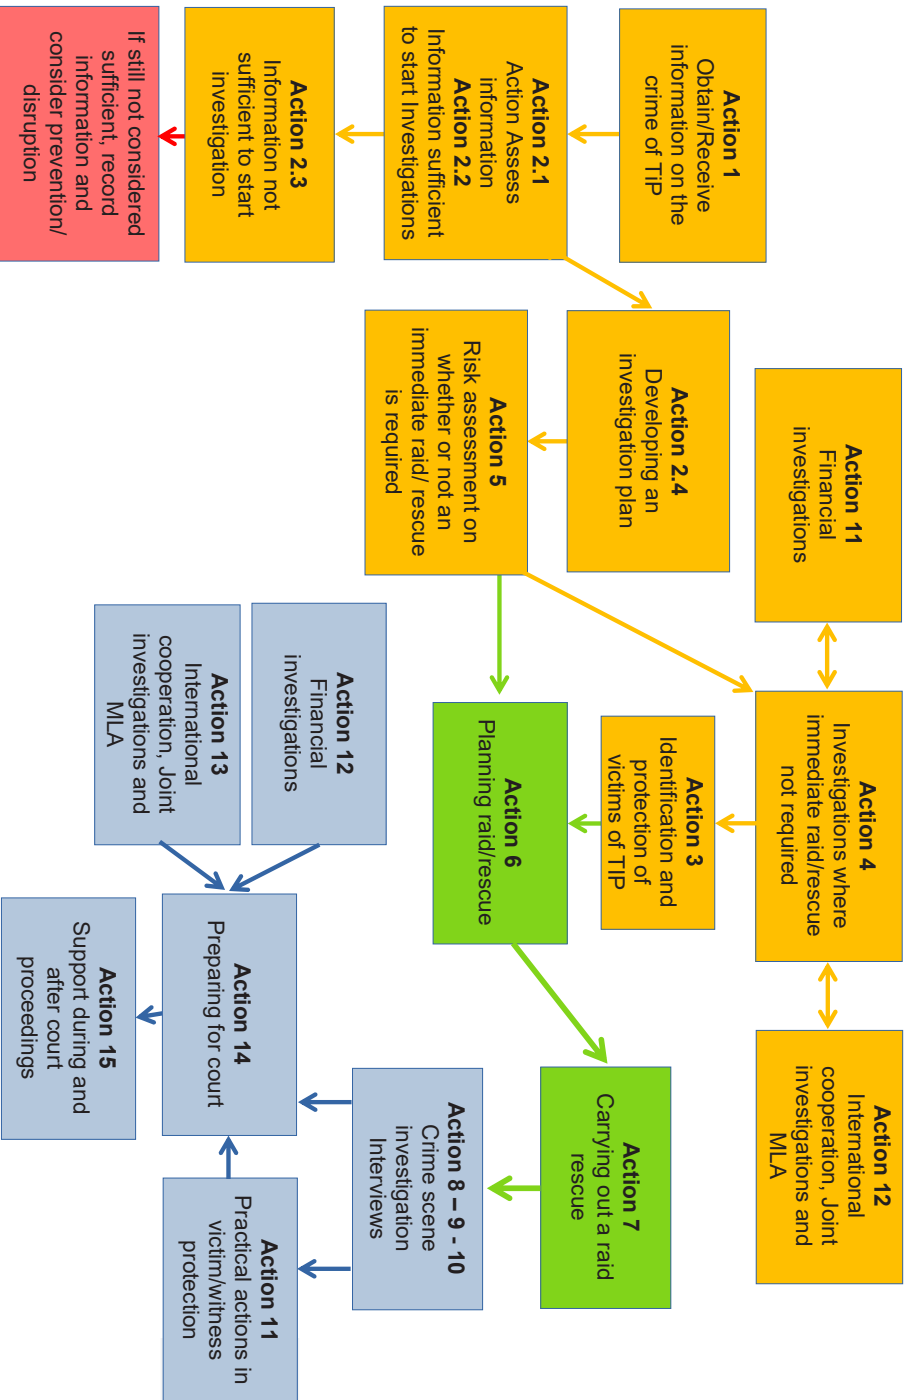 Action 1
Obtain/Receive
information on the
crime of TiP
Action 2.1
Action Assess
information
Action 2.2
Information sufficient
to start Investigations
Action 2.3
Information not
sufficient to start
investigation
If still not considered
sufficient, record
information and
consider prevention/
disruption
Action 2.4
Developing an
investigation plan
Action 5
Risk assessment on
whether or not an
immediate raid/ rescue
is required
Action 11
Financial
investigations
Action 4
Investigations where
immediate raid/rescue
not required
Action 12
International
cooperation, Joint
investigations and
MLA
Action 3
Identification and
protection of
victims of TIP
Action 6
Planning raid/rescue
Action 7
Carrying out a raid
rescue
Action 8 – 9 - 10
Crime scene
investigation
Interviews
Action 11
Practical actions in
victim/witness
protection
Action 12
Financial
investigations
Action 13
International
cooperation, Joint
investigations and
MLA
Action 14
Preparing for court
Action 15
Support during and
after court
proceedings